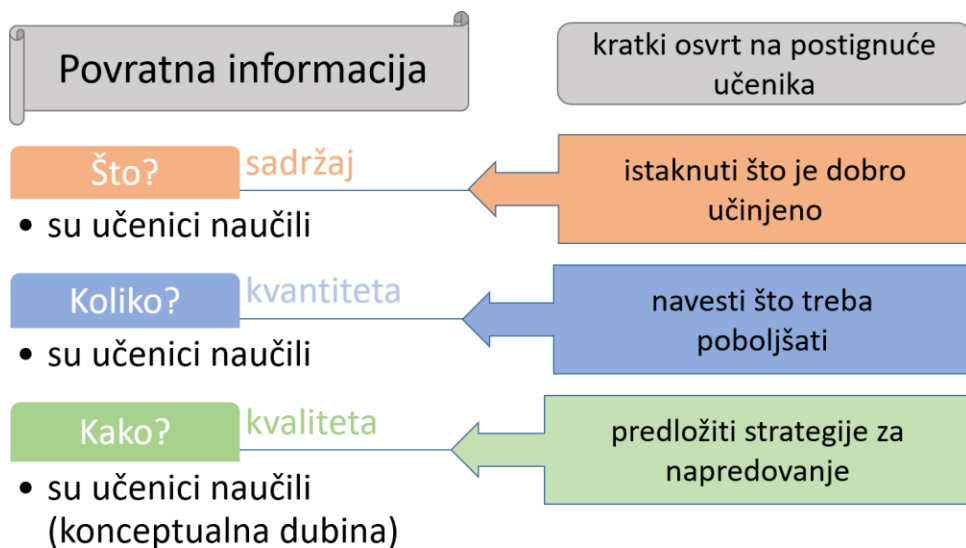 Povratna informacija
kratki osvrt na postignuće
učenika
Što?
sadržaj
• su učenici naučili
istaknuti što je dobro
učinjeno
Koliko?
kvantiteta
• su učenici naučili
navesti što treba
poboljšati
Kako?
kvaliteta
• su učenici naučili
(konceptualna dubina)
predložiti strategije za
napredovanje